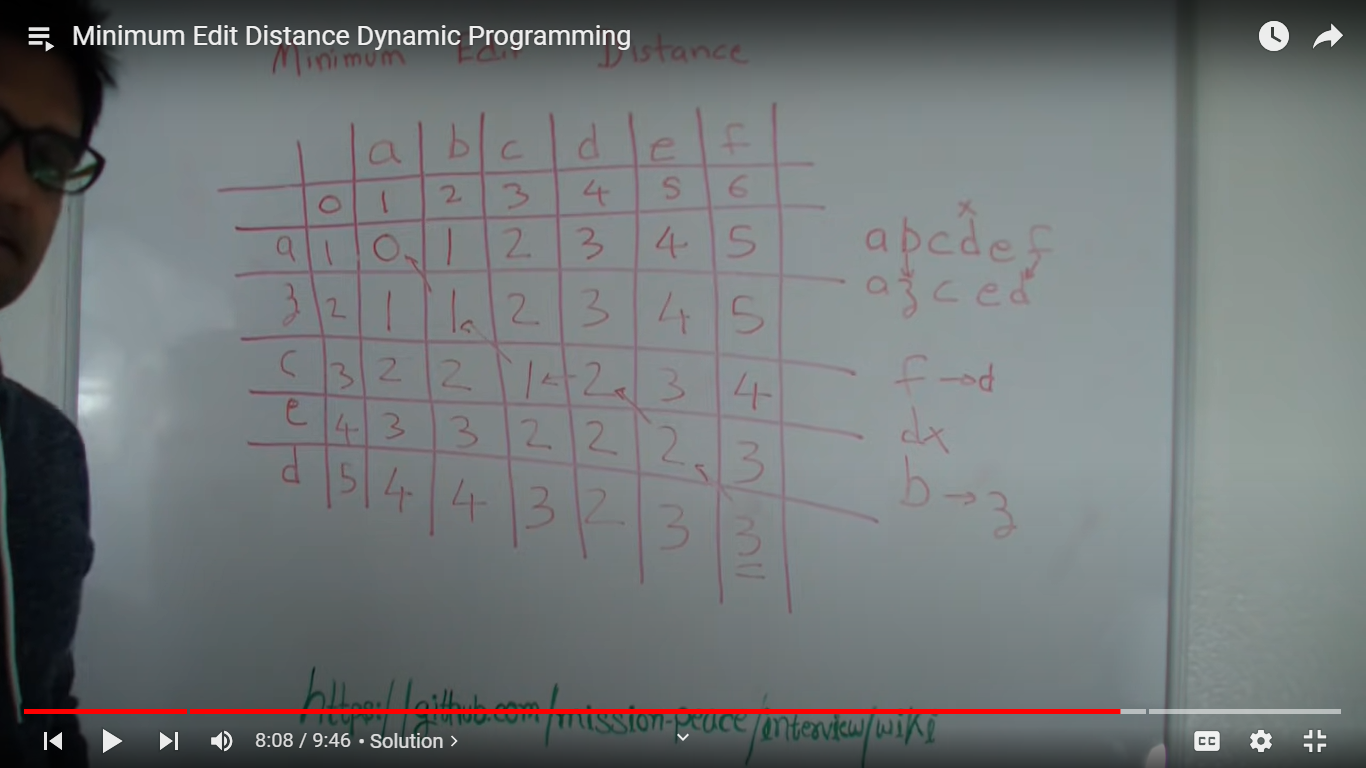 Minimum Edit Distance Dynamic Programming
Minimum Edit Distance
a b c d e f
0 1 2 3 4 5 6
a 1 0 1 2 3 4 5
z 2 1 1 2 3 4 5
c 3 2 2 1 2 3 4
e 4 3 3 2 2 2 3
d 5 4 4 3 2 3 3
x
a b c d e f
a z c e d
f → d
dx
b → z
https://github.com/mission-peace/interview/wiki
8:08 / 9:46 • Solution >
CC